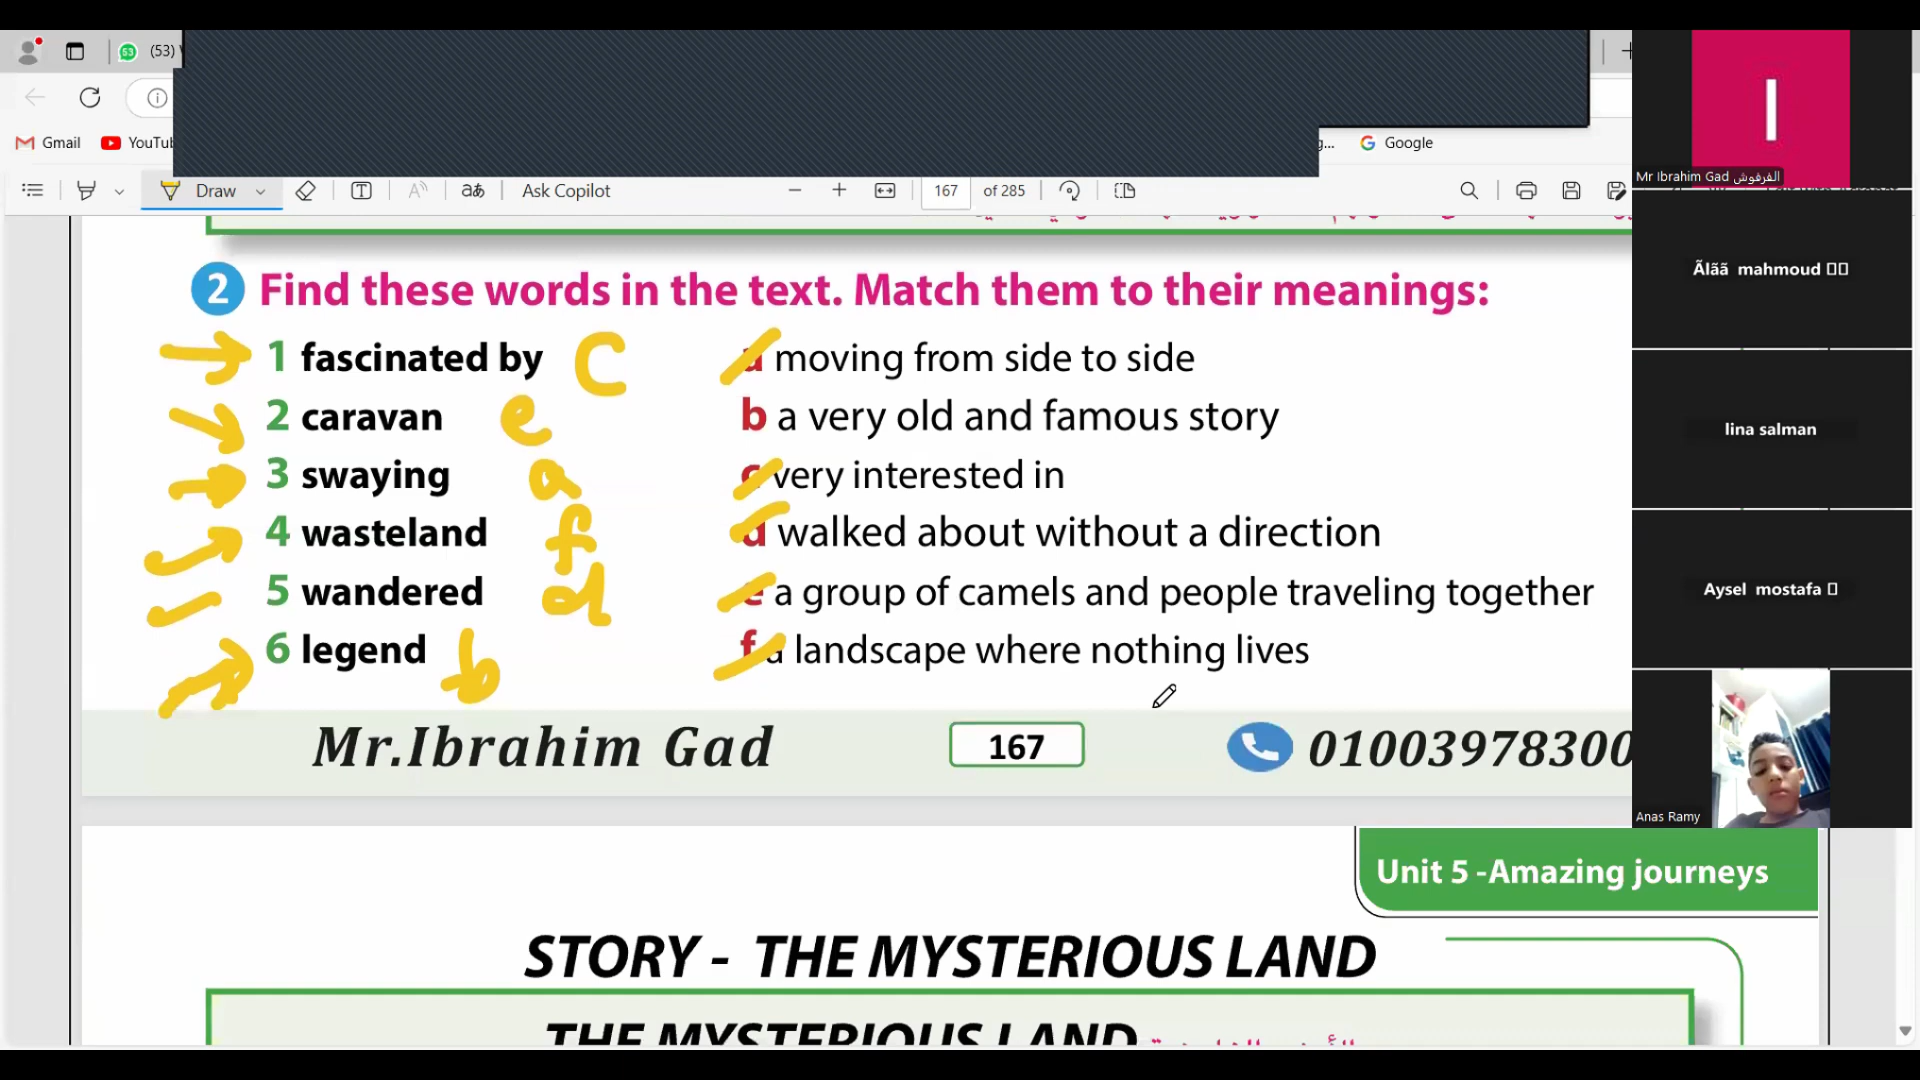 53 (53)
Gmail YouTub Google
Draw Ask Copilot 167 of 285
2 Find these words in the text. Match them to their meanings:
1 fascinated by C a moving from side to side
2 caravan e b a very old and famous story
3 swaying a c very interested in
4 wasteland f d walked about without a direction
5 wandered d e a group of camels and people traveling together
6 legend b f a landscape where nothing lives
Mr.Ibrahim Gad 167 01003978300
Unit 5 -Amazing journeys
STORY - THE MYSTERIOUS LAND
THE MYSTERIOUS LAND
I
Mr Ibrahim Gad الفرفوش
Ãlãã mahmoud
lina salman
Aysel mostafa
Anas Ramy